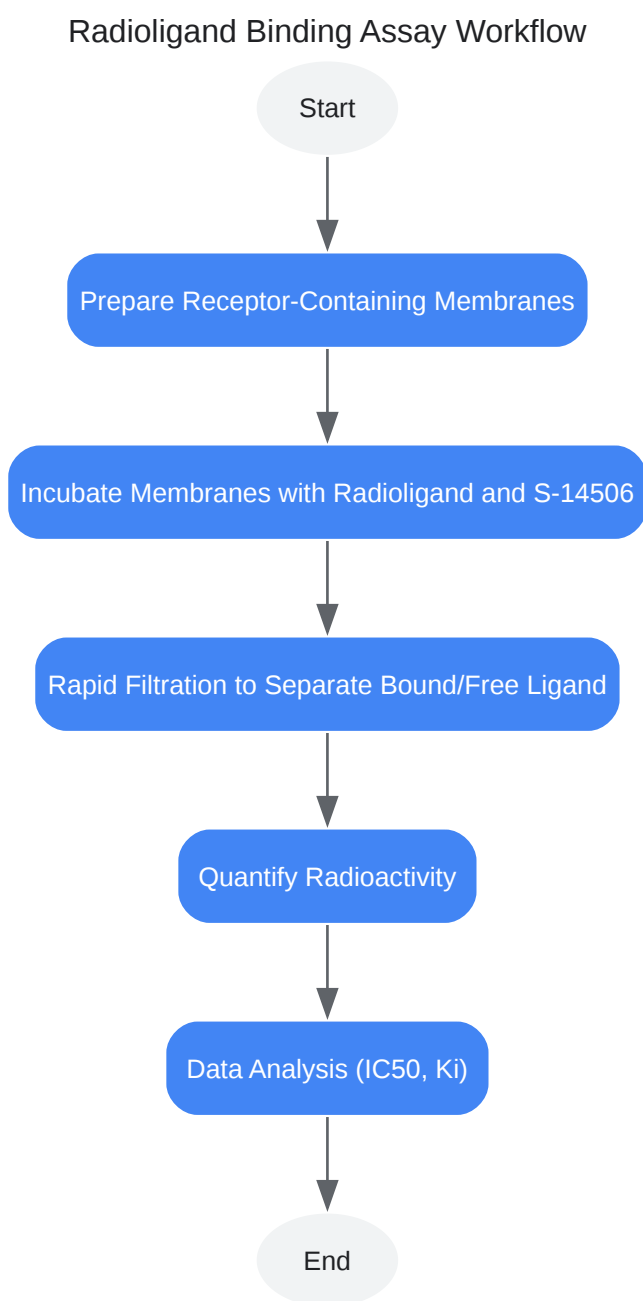 Radioligand Binding Assay Workflow
Start
Prepare Receptor-Containing Membranes
Incubate Membranes with Radioligand and S-14506
Rapid Filtration to Separate Bound/Free Ligand
Quantify Radioactivity
Data Analysis (IC50, Ki)
End